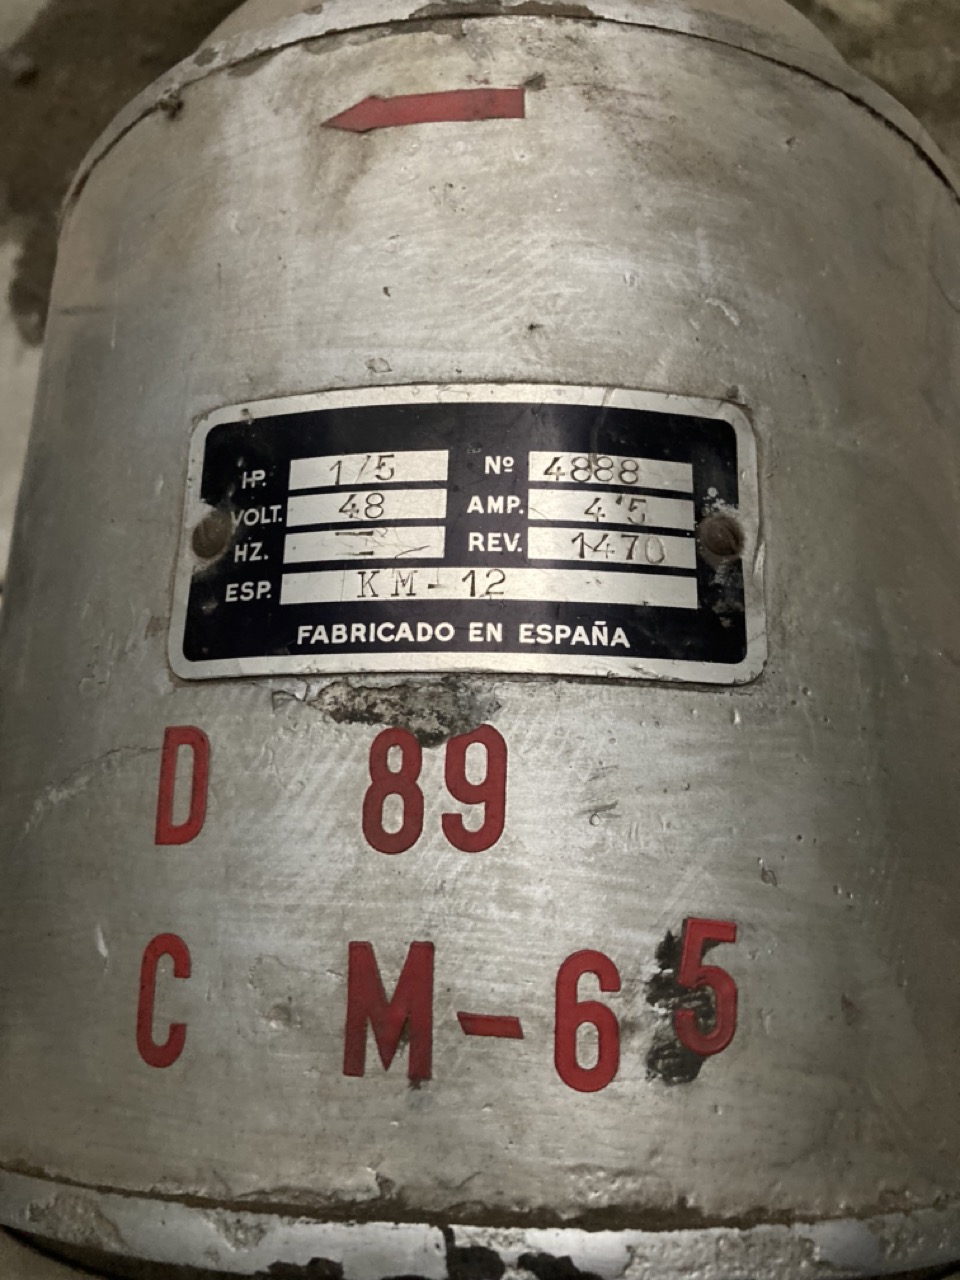 HP. 1/5 Nº 4888
VOLT. 48 AMP. 4'5
HZ. = REV. 1470
ESP. KM-12
FABRICADO EN ESPAÑA
D 89
C M-65